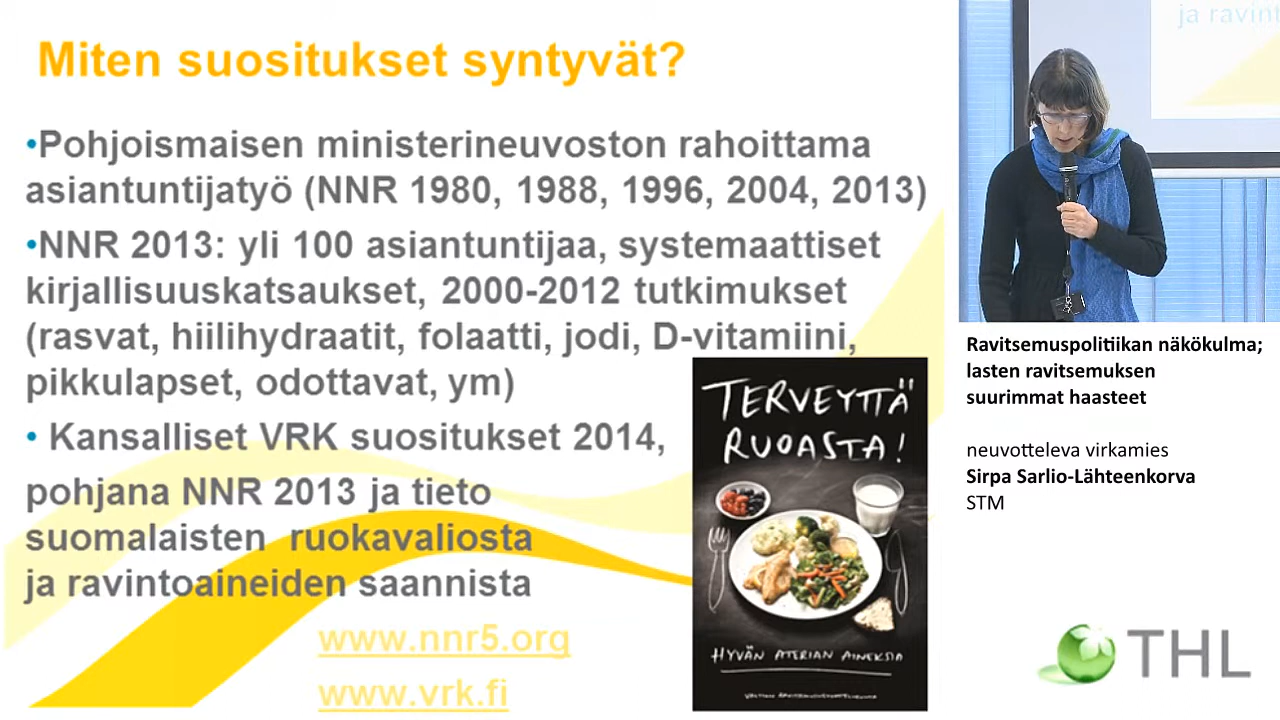 Miten suositukset syntyvät?
•Pohjoismaisen ministerineuvoston rahoittama
asiantuntijatyö (NNR 1980, 1988, 1996, 2004, 2013)
•NNR 2013: yli 100 asiantuntijaa, systemaattiset
kirjallisuuskatsaukset, 2000-2012 tutkimukset
(rasvat, hiilihydraatit, folaatti, jodi, D-vitamiini,
pikkulapset, odottavat, ym)
• Kansalliset VRK suositukset 2014,
pohjana NNR 2013 ja tieto
suomalaisten ruokavaliosta
ja ravintoaineiden saannista
www.nnr5.org
www.vrk.fi
TERVEYTTÄ
RUOASTA!
HYVÄN ATERIAN AINEKSIA
VALTION RAVITSEMUSNEUVOTTELUKUNTA
ja ravint
Ravitsemuspolitiikan näkökulma;
lasten ravitsemuksen
suurimmat haasteet
neuvotteleva virkamies
Sirpa Sarlio-Lähteenkorva
STM
THL